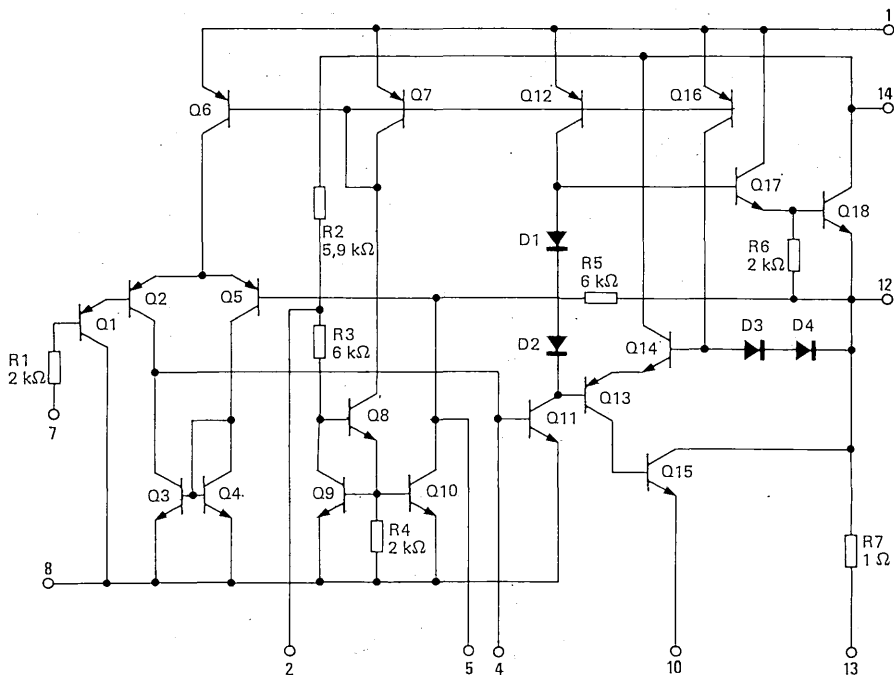 1
Q6
Q7
Q12
Q16
14
Q17
Q18
R2
5,9 kΩ
D1
R6
2 kΩ
R5
6 kΩ
12
Q2
Q5
Q1
R1
2 kΩ
7
R3
6 kΩ
D2
Q14
D3
D4
Q13
Q8
Q11
Q3
Q4
Q9
Q10
Q15
R4
2 kΩ
R7
1 Ω
8
2
5
4
10
13